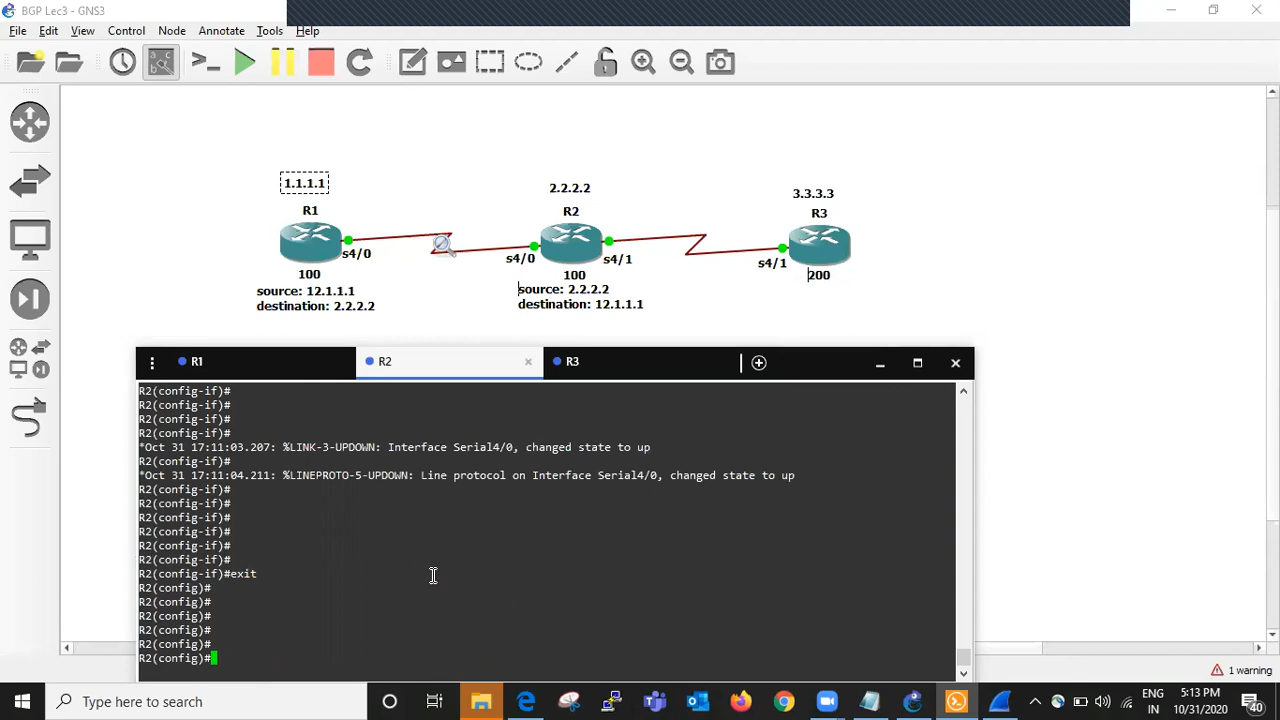 BGP Lec3 - GNS3
File Edit View Control Node Annotate Tools Help
1.1.1.1
2.2.2.2
3.3.3.3
R1
R2
R3
s4/0
s4/0
s4/1
s4/1
100
100
200
source: 12.1.1.1
destination: 2.2.2.2
source: 2.2.2.2
destination: 12.1.1.1
R1 R2 R3
R2(config-if)#
R2(config-if)#
R2(config-if)#
R2(config-if)#
*Oct 31 17:11:03.207: %LINK-3-UPDOWN: Interface Serial4/0, changed state to up
R2(config-if)#
*Oct 31 17:11:04.211: %LINEPROTO-5-UPDOWN: Line protocol on Interface Serial4/0, changed state to up
R2(config-if)#
R2(config-if)#
R2(config-if)#
R2(config-if)#
R2(config-if)#
R2(config-if)#
R2(config-if)#exit
R2(config)#
R2(config)#
R2(config)#
R2(config)#
R2(config)#
R2(config)#
1 warning
Type here to search
ENG
IN
5:13 PM
10/31/2020
40